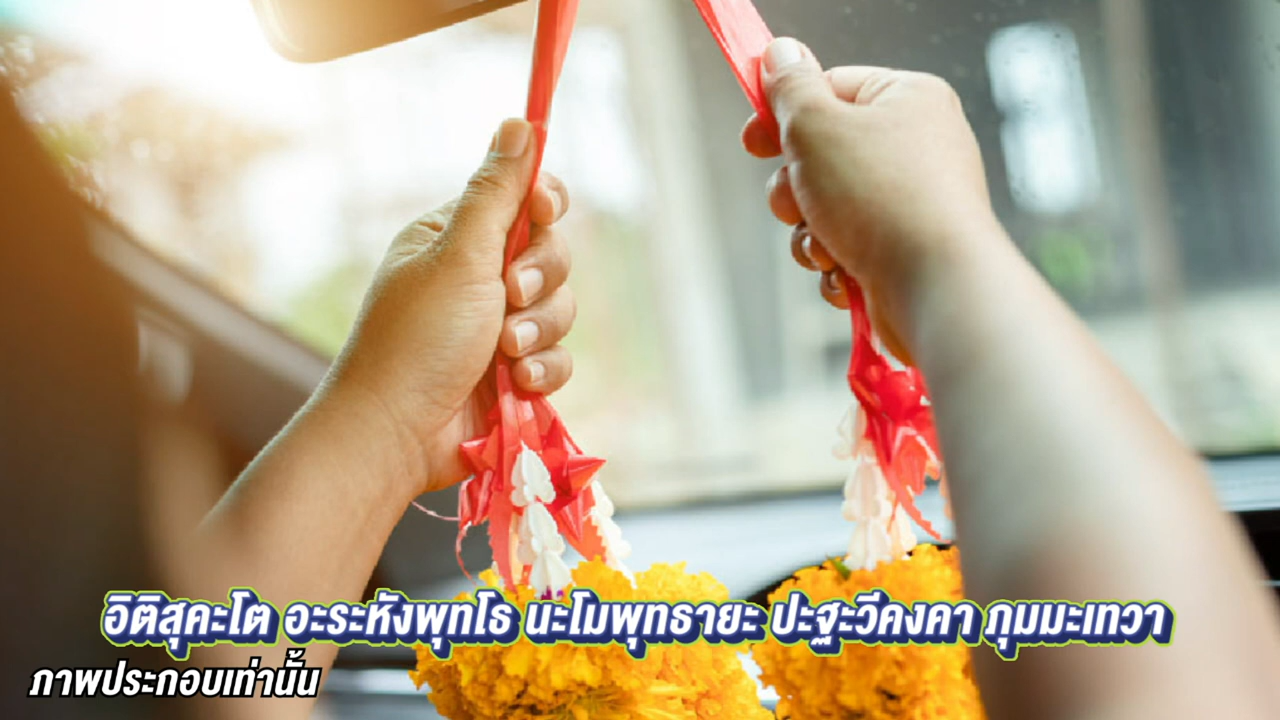 อิติสุคะโต อะระหังพุทโธ นะโมพุทธายะ ปะฐะวีคงคา ภุมมะเทวา
ภาพประกอบเท่านั้น